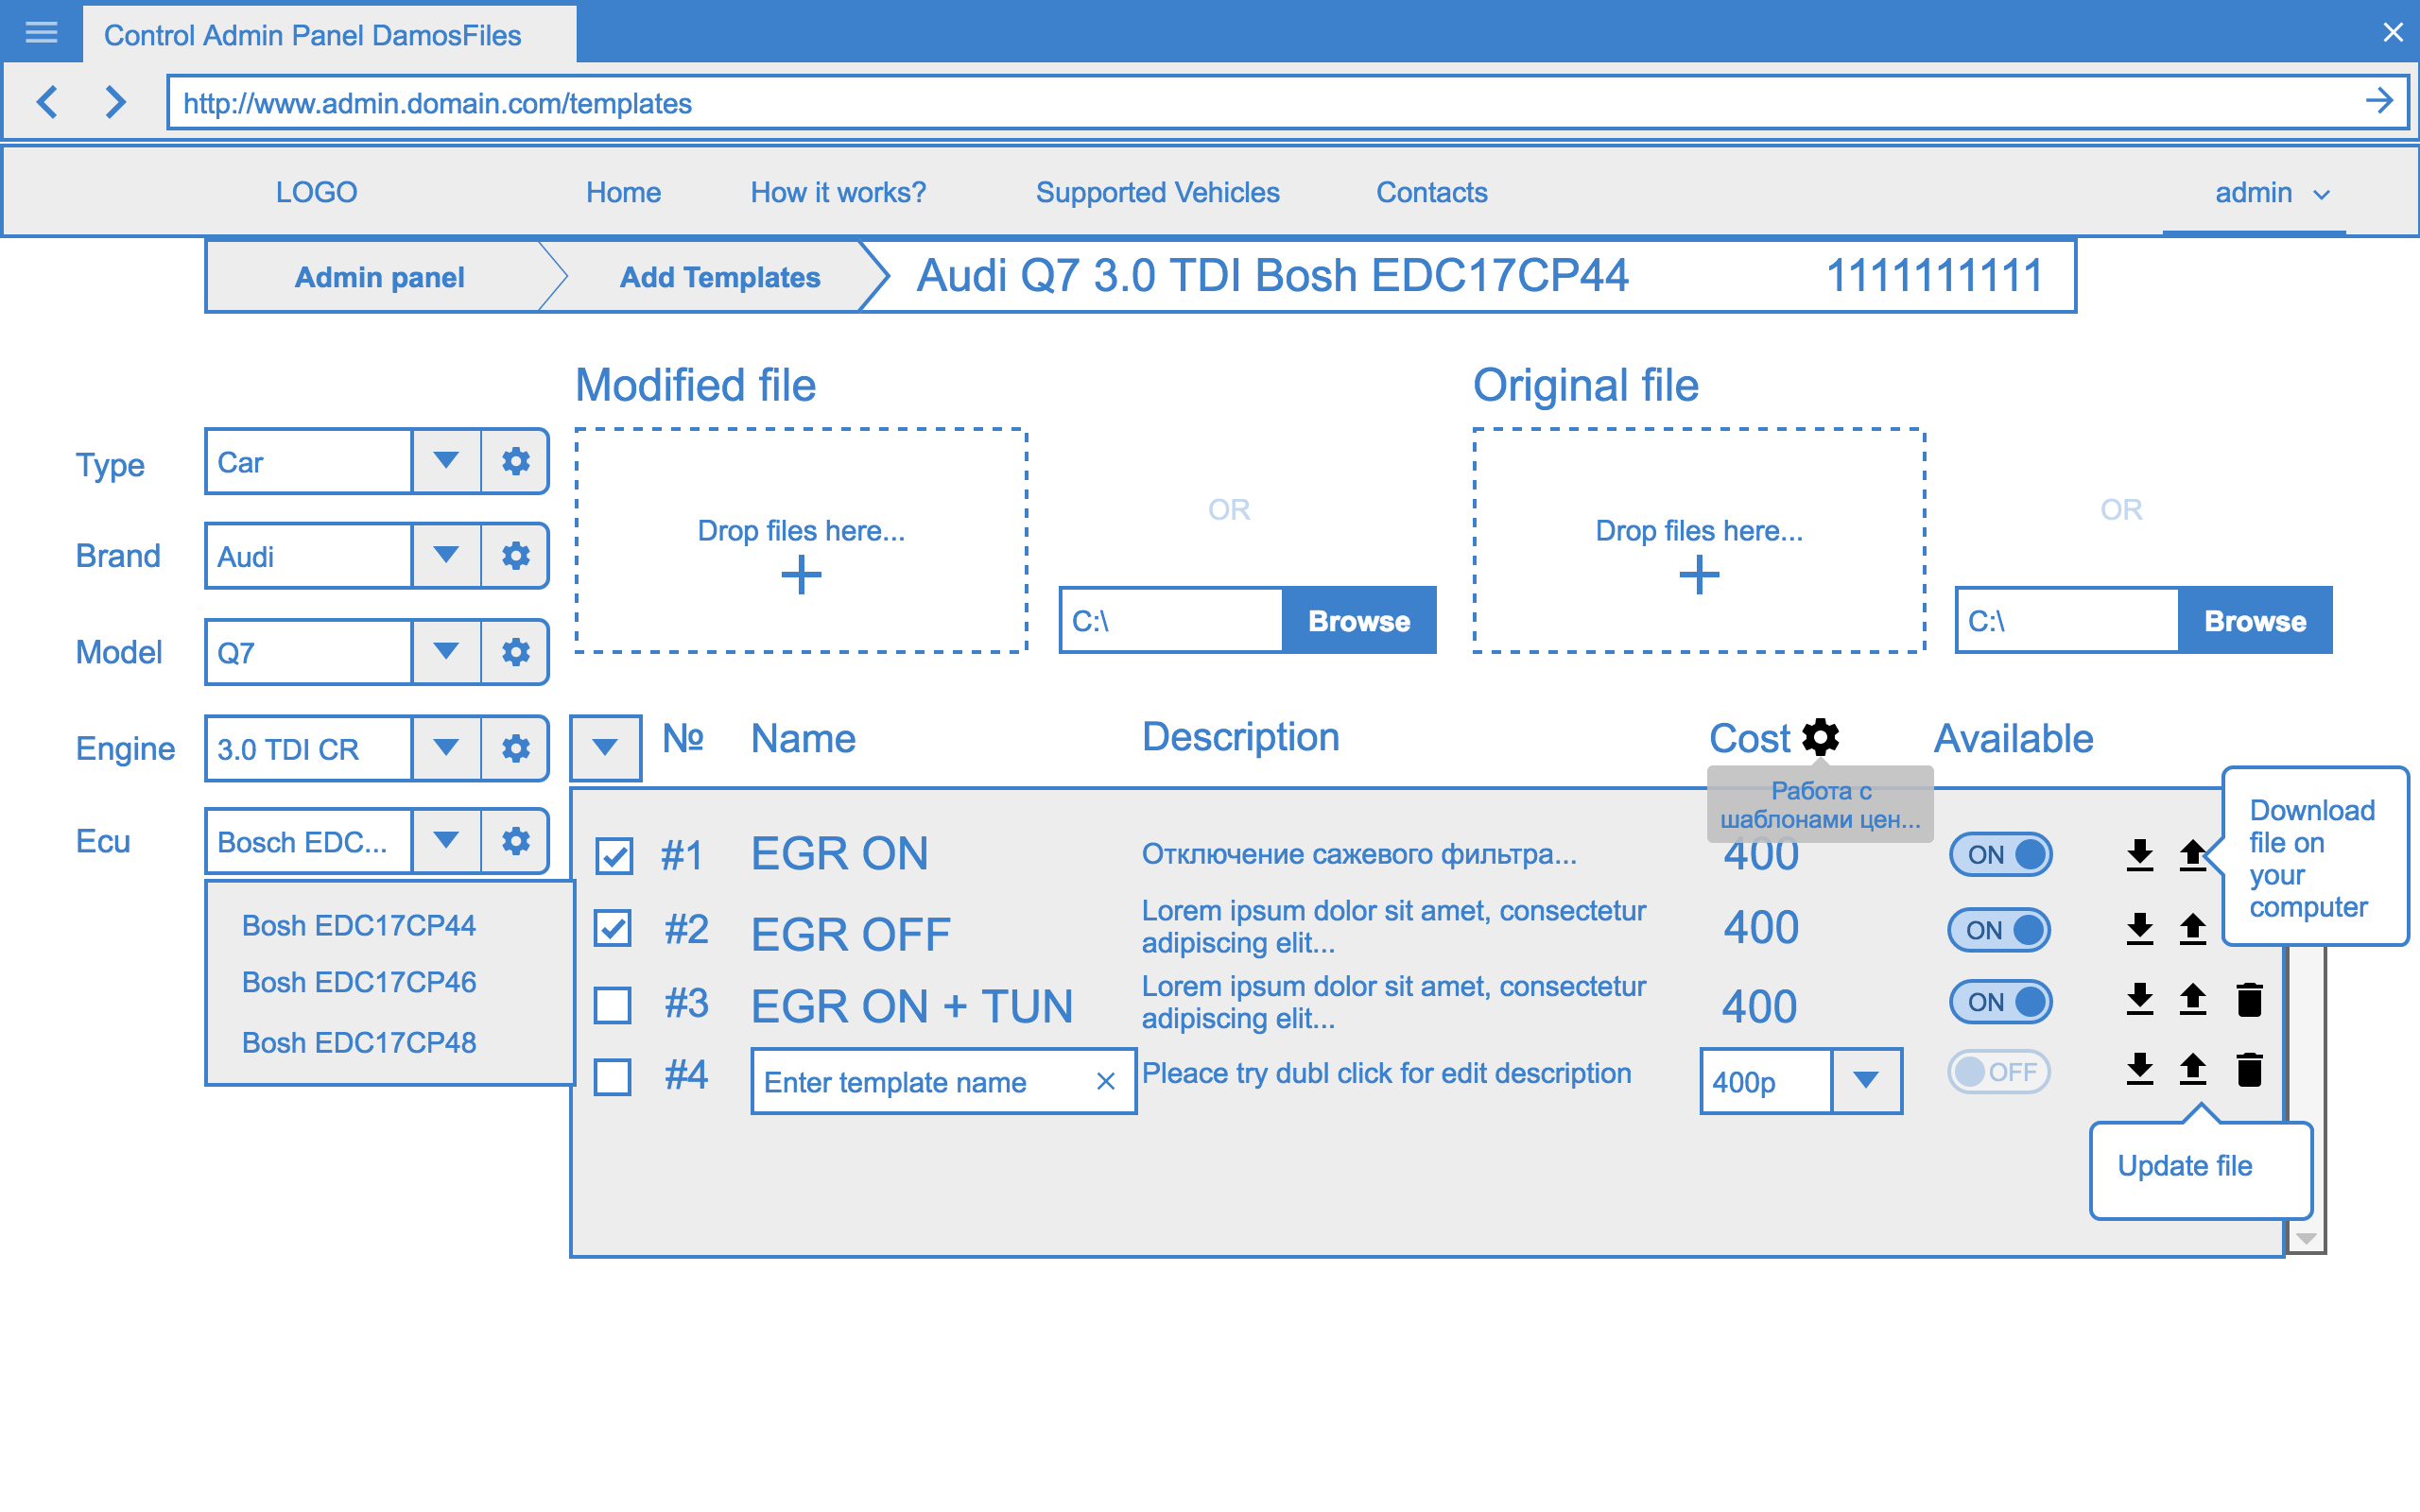 Control Admin Panel DamosFiles
http://www.admin.domain.com/templates
LOGO Home How it works? Supported Vehicles Contacts admin
Admin panel Add Templates Audi Q7 3.0 TDI Bosh EDC17CP44 1111111111
Modified file Original file
Type Car
Drop files here... OR Drop files here... OR
Brand Audi
C:\ Browse C:\ Browse
Model Q7
Engine 3.0 TDI CR
№ Name Description Cost Available
Работа с
шаблонами цен...
Ecu Bosch EDC...
#1 EGR ON Отключение сажевого фильтра... 400 ON
Download
file on
your
computer
Bosh EDC17CP44
Bosh EDC17CP46
Bosh EDC17CP48
#2 EGR OFF Lorem ipsum dolor sit amet, consectetur
adipiscing elit... 400 ON
#3 EGR ON + TUN Lorem ipsum dolor sit amet, consectetur
adipiscing elit... 400 ON
#4 Enter template name Pleace try dubl click for edit description 400р OFF
Update file